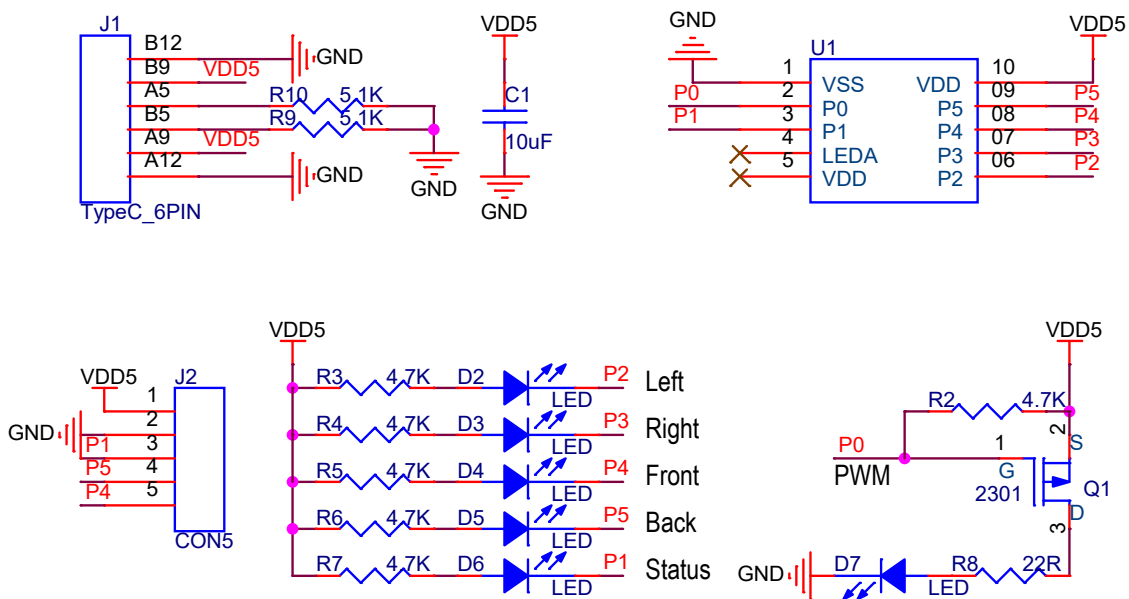 J1
B12
GND
B9
VDD5
A5
R10
5.1K
B5
R9
5.1K
A9
VDD5
A12
GND
TypeC_6PIN
GND
VDD5
C1
10uF
GND
GND
VDD5
U1
1
VSS
VDD
10
P0
2
P0
P5
09
P5
P1
3
P1
P4
08
P4
4
LEDA
P3
07
P3
5
VDD
P2
06
P2
VDD5
J2
1
GND
2
P1
3
P5
4
P4
5
CON5
VDD5
R3
4.7K
D2
LED
P2
Left
R4
4.7K
D3
LED
P3
Right
R5
4.7K
D4
LED
P4
Front
R6
4.7K
D5
LED
P5
Back
R7
4.7K
D6
LED
P1
Status
VDD5
R2
4.7K
P0
PWM
1
G
2
S
2301
Q1
D
3
GND
D7
LED
R8
22R